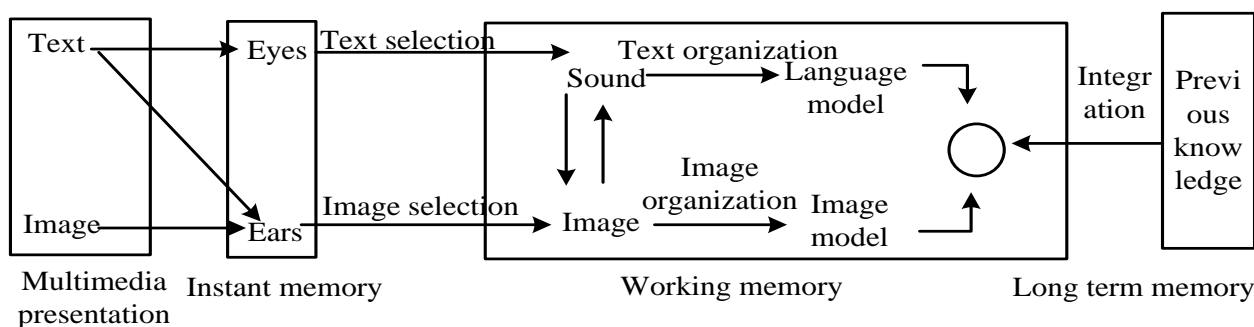 Text
Eyes
Text selection
Text organization
Sound
Language
model
Integr
ation
Previ
ous
know
ledge
Image
Ears
Image selection
Image
Image
organization
Image
model
Multimedia
presentation
Instant memory
Working memory
Long term memory